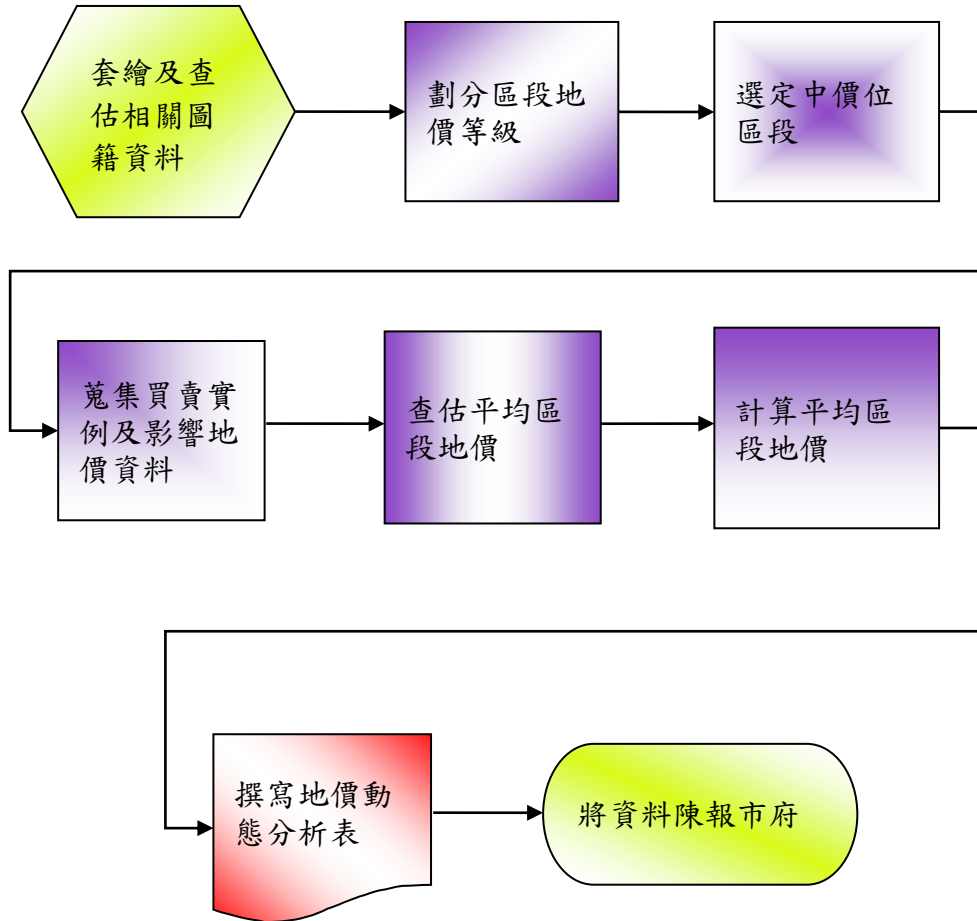 套繪及查
估相關圖
籍資料
劃分區段地
價等級
選定中價位
區段
蒐集買賣實
例及影響地
價資料
查估平均區
段地價
計算平均區
段地價
撰寫地價動
態分析表
將資料陳報市府